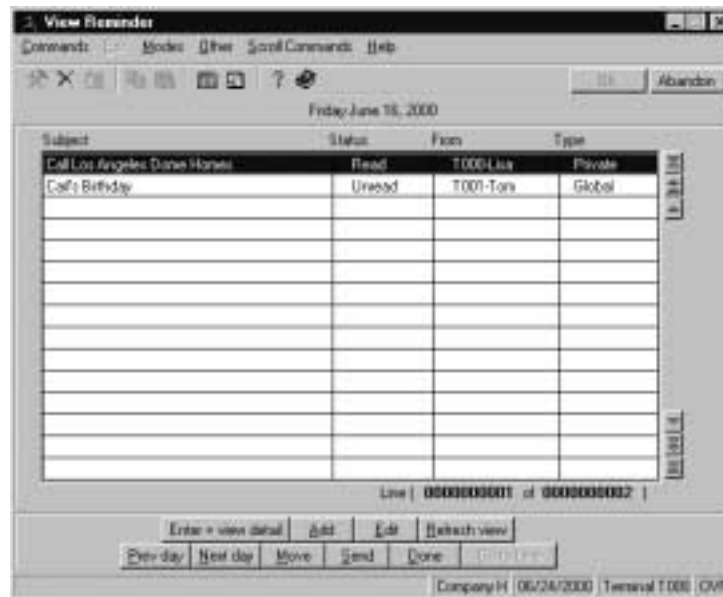 View Reminder
Commands Modes Other Scroll Commands Help
Abandon
Friday June 16, 2000
Subject Status From Type
Call Los Angeles Dome Homes Read T000-Lisa Private
Carl's Birthday Unread T001-Tom Global
Line [ 0000000001 of 0000000002 ]
Enter = view detail Add Edit Refresh view
Prev day Next day Move Send Done
Company H 06/24/2000 Terminal T000 OVR